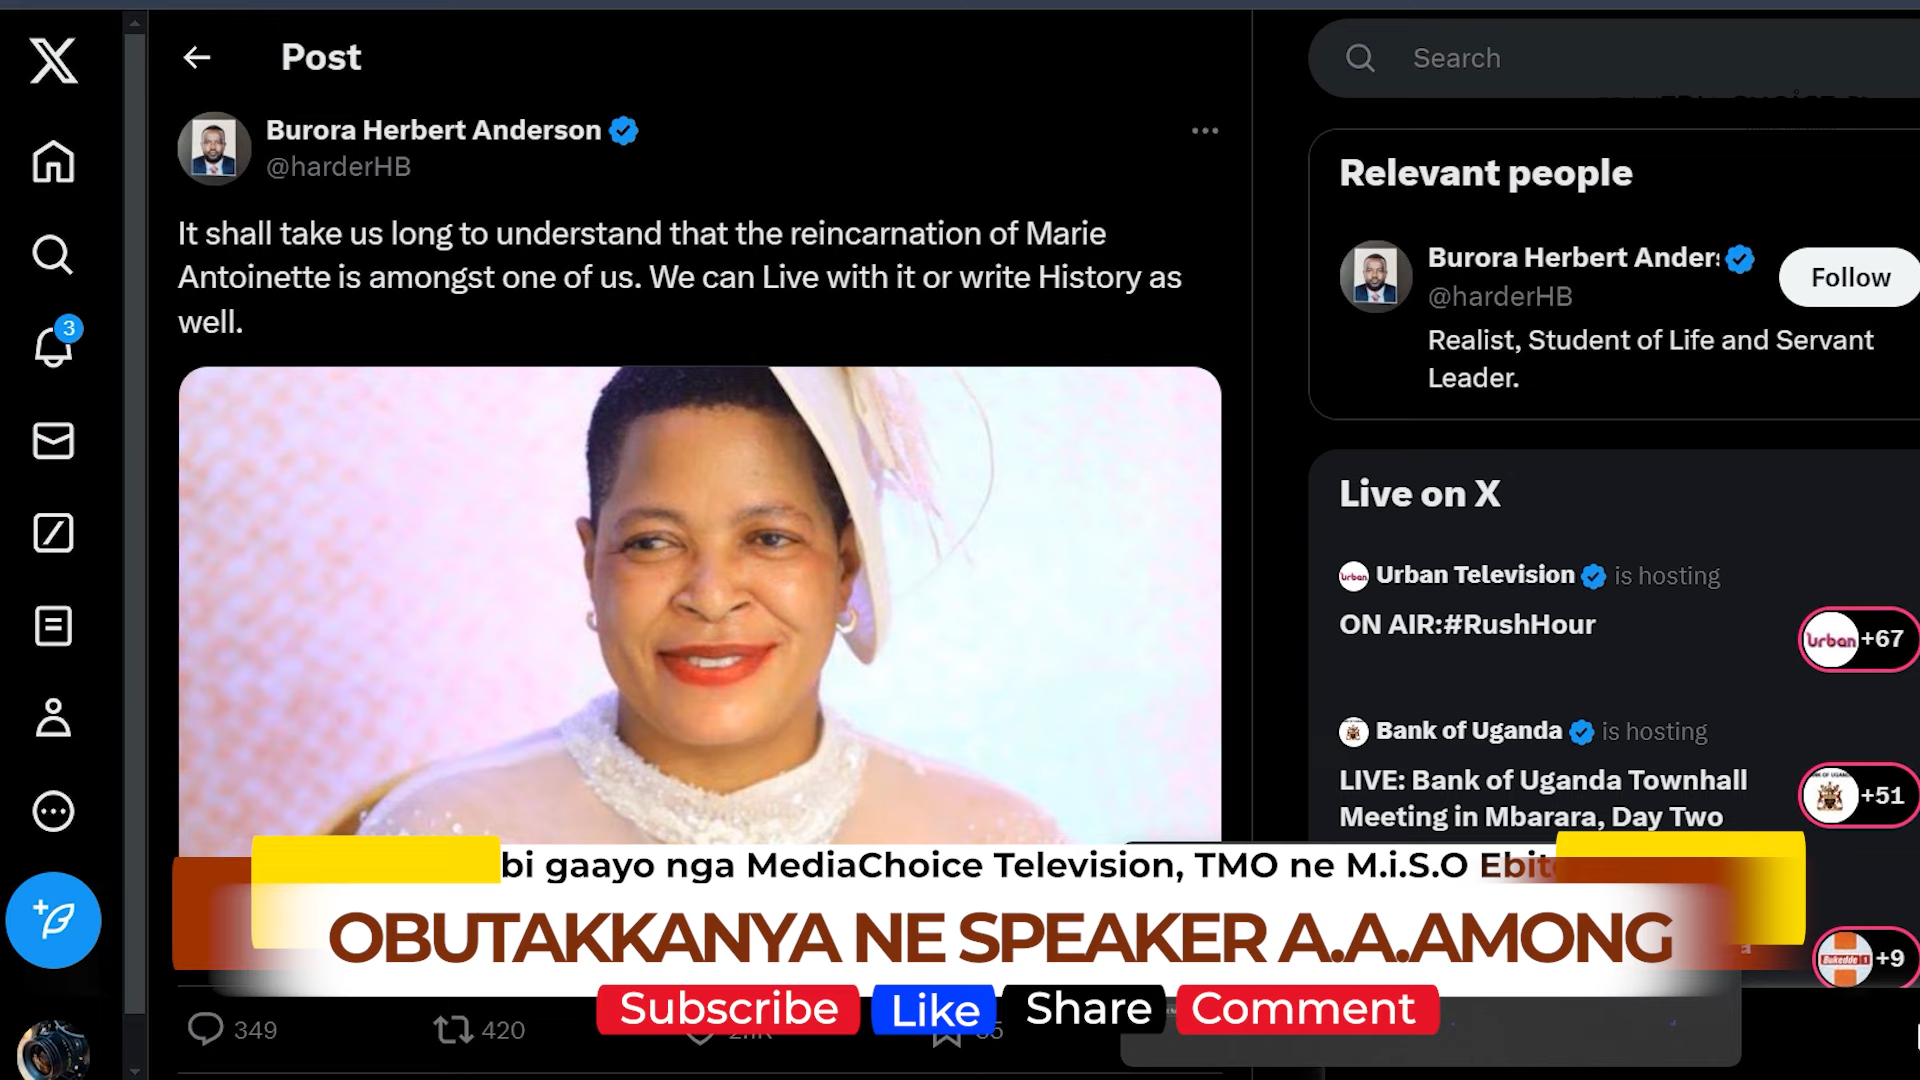 Post
Burora Herbert Anderson
@harderHB
It shall take us long to understand that the reincarnation of Marie
Antoinette is amongst one of us. We can Live with it or write History as
well.
349
420
3
Search
Relevant people
Burora Herbert Ander
@harderHB
Follow
Realist, Student of Life and Servant
Leader.
Live on X
Urban Television is hosting
ON AIR:#RushHour
Urban
+67
Bank of Uganda is hosting
LIVE: Bank of Uganda Townhall
Meeting in Mbarara, Day Two
+51
Bukedde 1
+9
bi gaayo nga MediaChoice Television, TMO ne M.i.S.O Ebit
OBUTAKKANYA NE SPEAKER A.A.AMONG
Subscribe
Like
Share
Comment